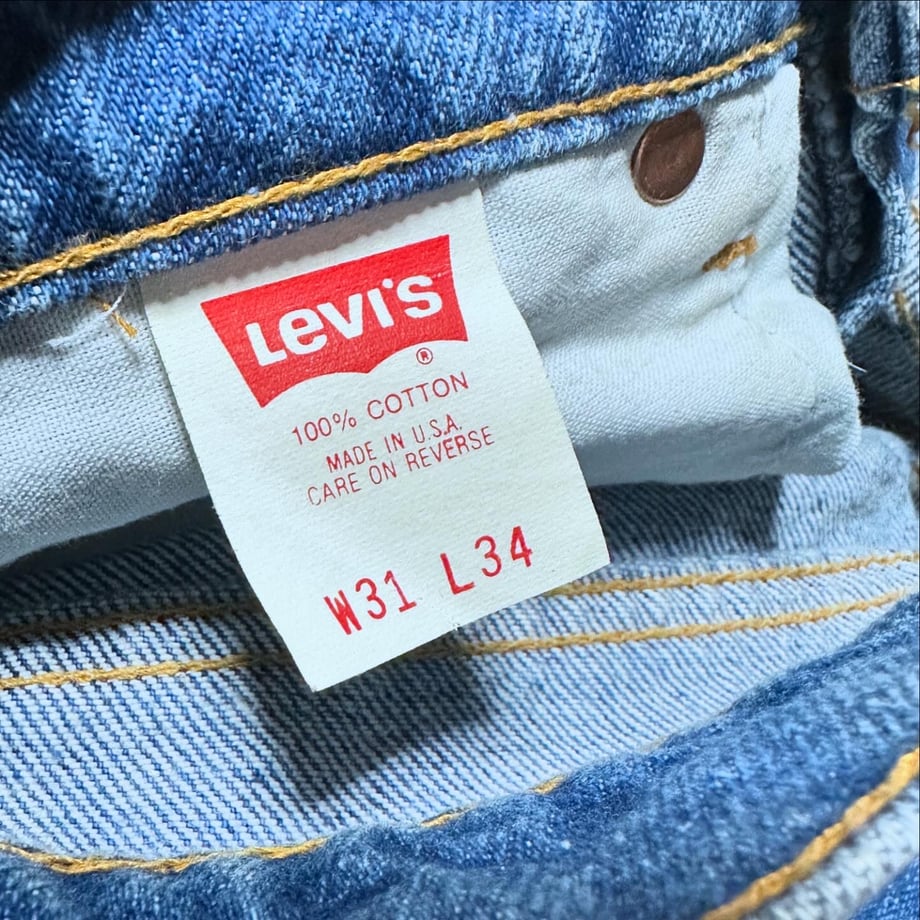 Levi's
®
100% COTTON
MADE IN U.S.A.
CARE ON REVERSE
W31 L34